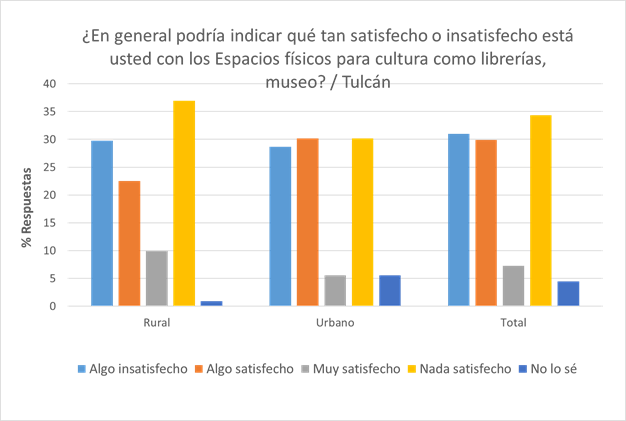 ¿En general podría indicar qué tan satisfecho o insatisfecho está
usted con los Espacios físicos para cultura como librerías,
museo? / Tulcán
40
35
30
25
20
15
10
5
0
% Respuestas
Rural Urbano Total
Algo insatisfecho Algo satisfecho Muy satisfecho Nada satisfecho No lo sé